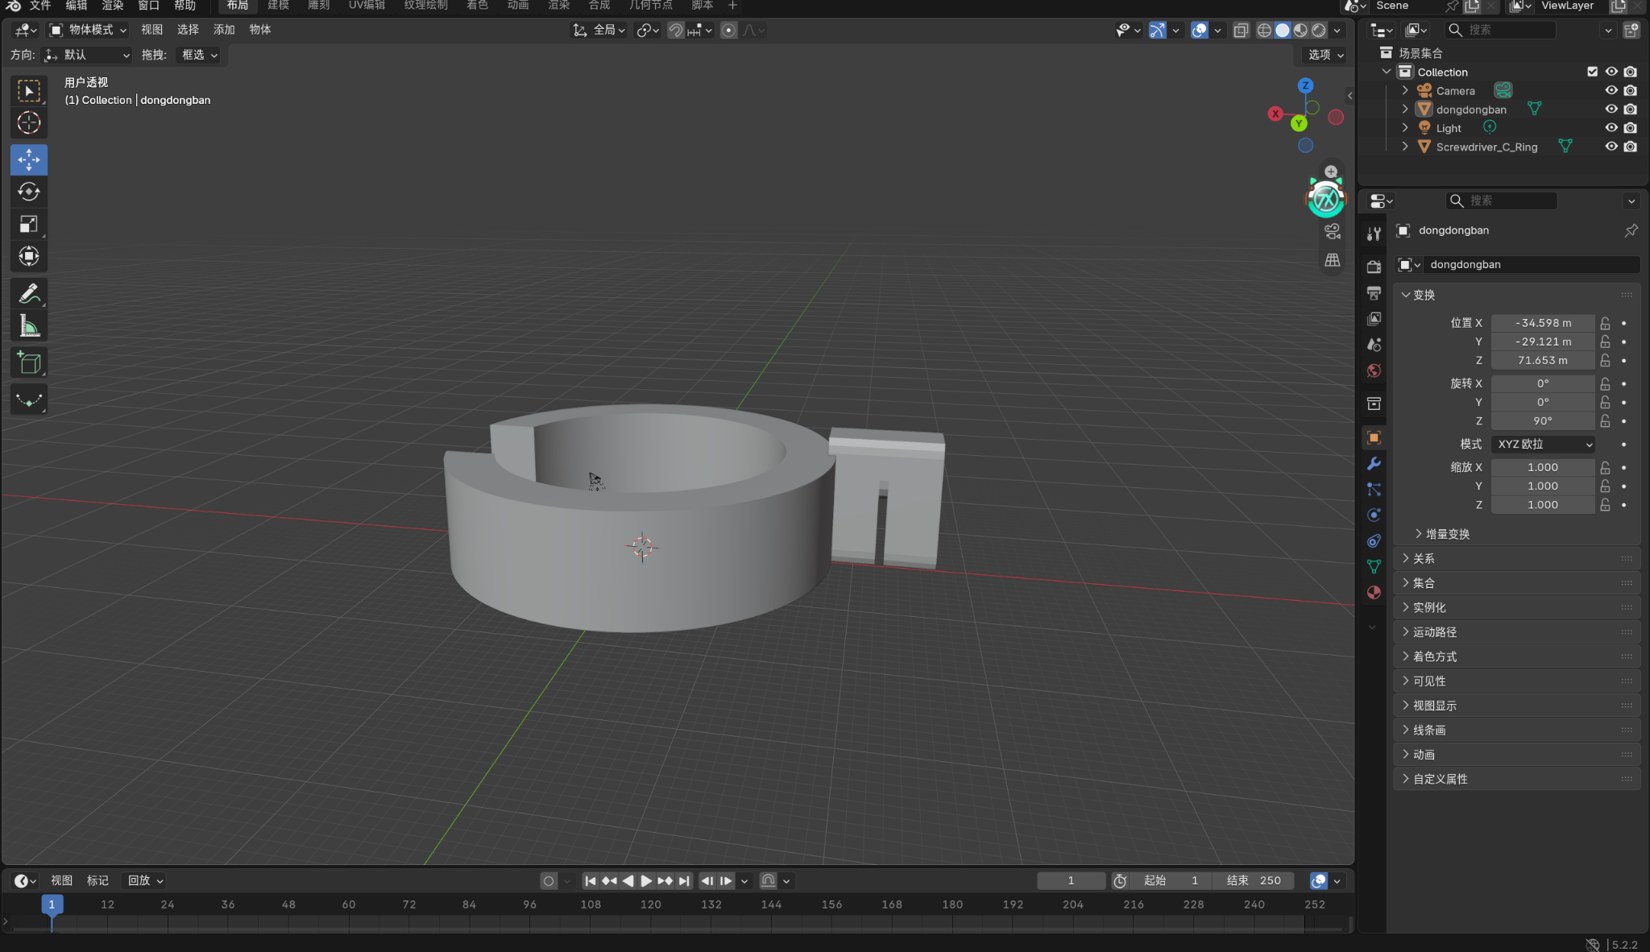 文件 编辑 渲染 窗口 帮助 布局 建模 雕刻 UV编辑 纹理绘制 着色 动画 渲染 合成 几何节点 脚本 + Scene ViewLayer
物体模式 视图 选择 添加 物体 全局
方向: 默认 拖拽: 框选 选项
用户透视
(1) Collection | dongdongban
Z
X
Y
搜索
场景集合
Collection
Camera
dongdongban
Light
Screwdriver_C_Ring
搜索
dongdongban
dongdongban
变换
位置 X -34.598 m
Y -29.121 m
Z 71.653 m
旋转 X 0°
Y 0°
Z 90°
模式 XYZ 欧拉
缩放 X 1.000
Y 1.000
Z 1.000
增量变换
关系
集合
实例化
运动路径
着色方式
可见性
视图显示
线条画
动画
自定义属性
视图 标记 回放 1 起始 1 结束 250
1 12 24 36 48 60 72 84 96 108 120 132 144 156 168 180 192 204 216 228 240 252
5.2.2